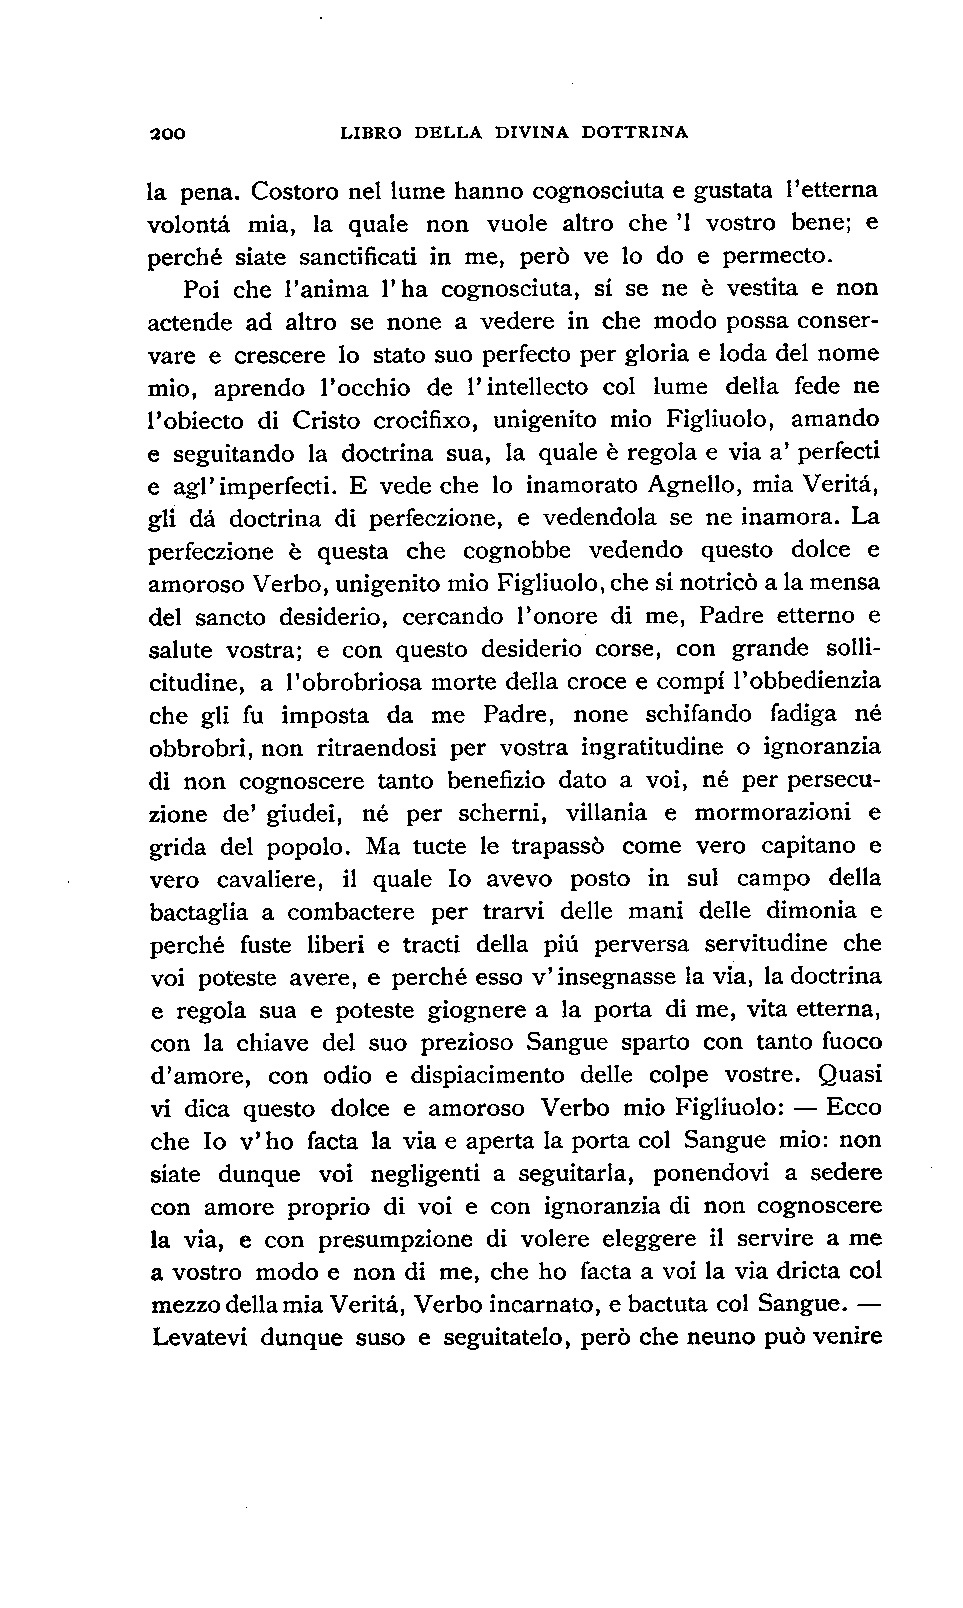 200 LIBRO DELLA DIVINA DOTTRINA
la pena. Costoro nel lume hanno cognosciuta e gustata l'etterna
volontá mia, la quale non vuole altro che 'l vostro bene; e
perché siate sanctificati in me, però ve lo do e permecto.
Poi che l'anima l'ha cognosciuta, sí se ne è vestita e non
actende ad altro se none a vedere in che modo possa conser-
vare e crescere lo stato suo perfecto per gloria e loda del nome
mio, aprendo l'occhio de l'intellecto col lume della fede ne
l'obiecto di Cristo crocifixo, unigenito mio Figliuolo, amando
e seguitando la doctrina sua, la quale è regola e via a' perfecti
e agl'imperfecti. E vede che lo inamorato Agnello, mia Veritá,
gli dá doctrina di perfeczione, e vedendola se ne inamora. La
perfeczione è questa che cognobbe vedendo questo dolce e
amoroso Verbo, unigenito mio Figliuolo, che si notricò a la mensa
del sancto desiderio, cercando l'onore di me, Padre etterno e
salute vostra; e con questo desiderio corse, con grande solli-
citudine, a l'obrobriosa morte della croce e compí l'obbedienzia
che gli fu imposta da me Padre, none schifando fadiga né
obbrobri, non ritraendosi per vostra ingratitudine o ignoranzia
di non cognoscere tanto benefizio dato a voi, né per persecu-
zione de' giudei, né per scherni, villania e mormorazioni e
grida del popolo. Ma tucte le trapassò come vero capitano e
vero cavaliere, il quale Io avevo posto in sul campo della
bactaglia a combactere per trarvi delle mani delle dimonia e
perché fuste liberi e tracti della piú perversa servitudine che
voi poteste avere, e perché esso v'insegnasse la via, la doctrina
e regola sua e poteste giognere a la porta di me, vita etterna,
con la chiave del suo prezioso Sangue sparto con tanto fuoco
d'amore, con odio e dispiacimento delle colpe vostre. Quasi
vi dica questo dolce e amoroso Verbo mio Figliuolo: — Ecco
che Io v'ho facta la via e aperta la porta col Sangue mio: non
siate dunque voi negligenti a seguitarla, ponendovi a sedere
con amore proprio di voi e con ignoranzia di non cognoscere
la via, e con presumpzione di volere eleggere il servire a me
a vostro modo e non di me, che ho facta a voi la via dricta col
mezzo della mia Veritá, Verbo incarnato, e bactuta col Sangue. —
Levatevi dunque suso e seguitatelo, però che neuno può venire